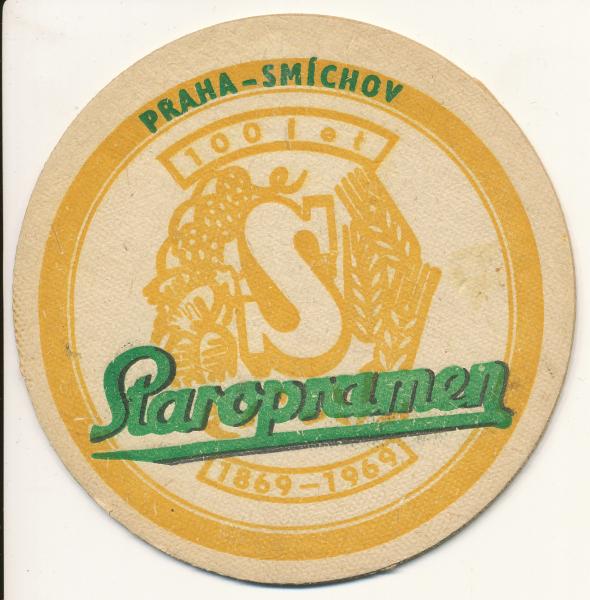 PRAHA-SMÍCHOV
100 let
S
Staropramen
1869-1969